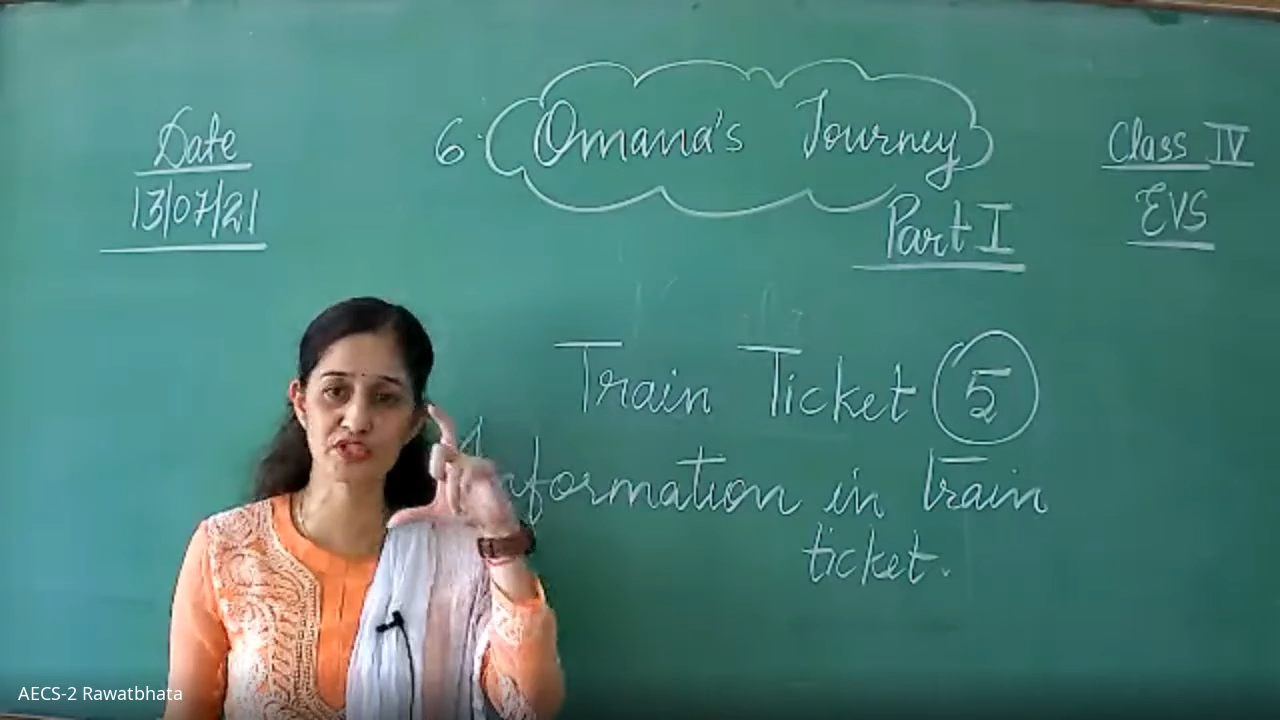 Date
13/07/21
6. Omana's Journey
Part I
Class IV
EVS
Train Ticket 5
Information in train
ticket.
AECS-2 Rawatbhata